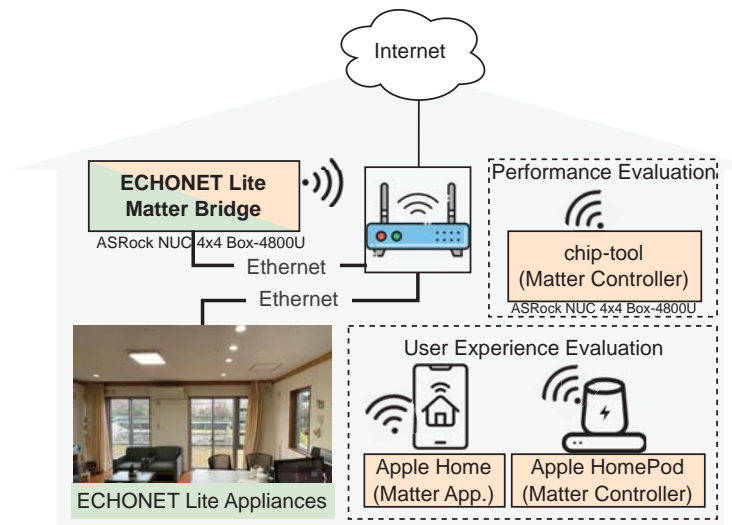 Internet
ECHONET Lite
Matter Bridge
ASRock NUC 4x4 Box-4800U
Ethernet
Ethernet
ECHONET Lite Appliances
Performance Evaluation
chip-tool
(Matter Controller)
ASRock NUC 4x4 Box-4800U
User Experience Evaluation
Apple Home
(Matter App.)
Apple HomePod
(Matter Controller)